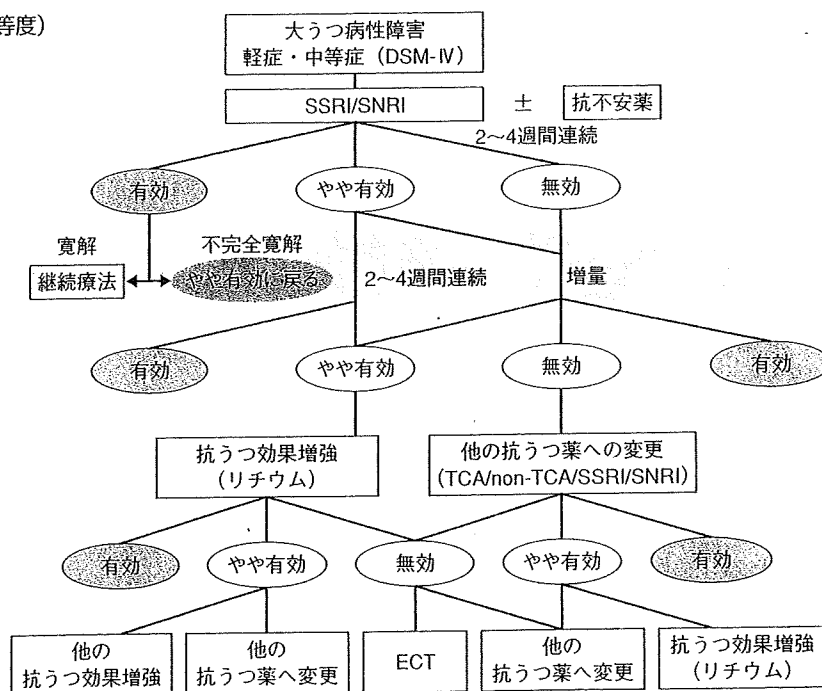 等度)
大うつ病性障害
軽症・中等症 (DSM-IV)
SSRI/SNRI ± 抗不安薬
2〜4週間連続
有効 やや有効 無効
寛解 不完全寛解
継続療法 やや有効に戻る 2〜4週間連続 増量
有効 やや有効 無効 有効
抗うつ効果増強
(リチウム)
他の抗うつ薬への変更
(TCA/non-TCA/SSRI/SNRI)
有効 やや有効 無効 やや有効 有効
他の
抗うつ効果増強
他の
抗うつ薬へ変更
ECT
他の
抗うつ薬へ変更
抗うつ効果増強
(リチウム)